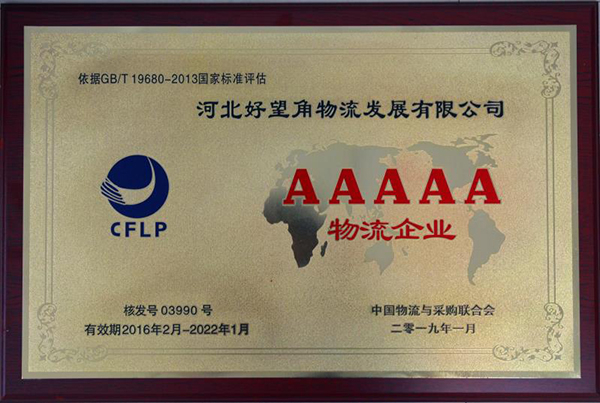 依据GB/T 19680-2013国家标准评估
河北好望角物流发展有限公司
AAAAA
物流企业
CFLP
核发号 03990 号
有效期2016年2月-2022年1月
中国物流与采购联合会
二零一九年一月